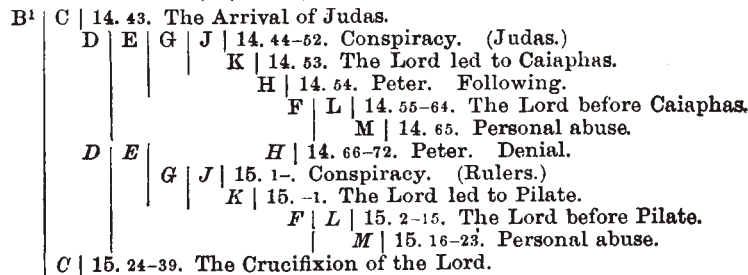 B¹ | C | 14. 43. The Arrival of Judas.
D | E | G | J | 14. 44-52. Conspiracy. (Judas.)
K | 14. 53. The Lord led to Caiaphas.
H | 14. 54. Peter. Following.
F | L | 14. 55-64. The Lord before Caiaphas.
M | 14. 65. Personal abuse.
D | E | H | 14. 66-72. Peter. Denial.
G | J | 15. 1-. Conspiracy. (Rulers.)
K | 15. -1. The Lord led to Pilate.
F | L | 15. 2-15. The Lord before Pilate.
M | 15. 16-23. Personal abuse.
C | 15. 24-39. The Crucifixion of the Lord.